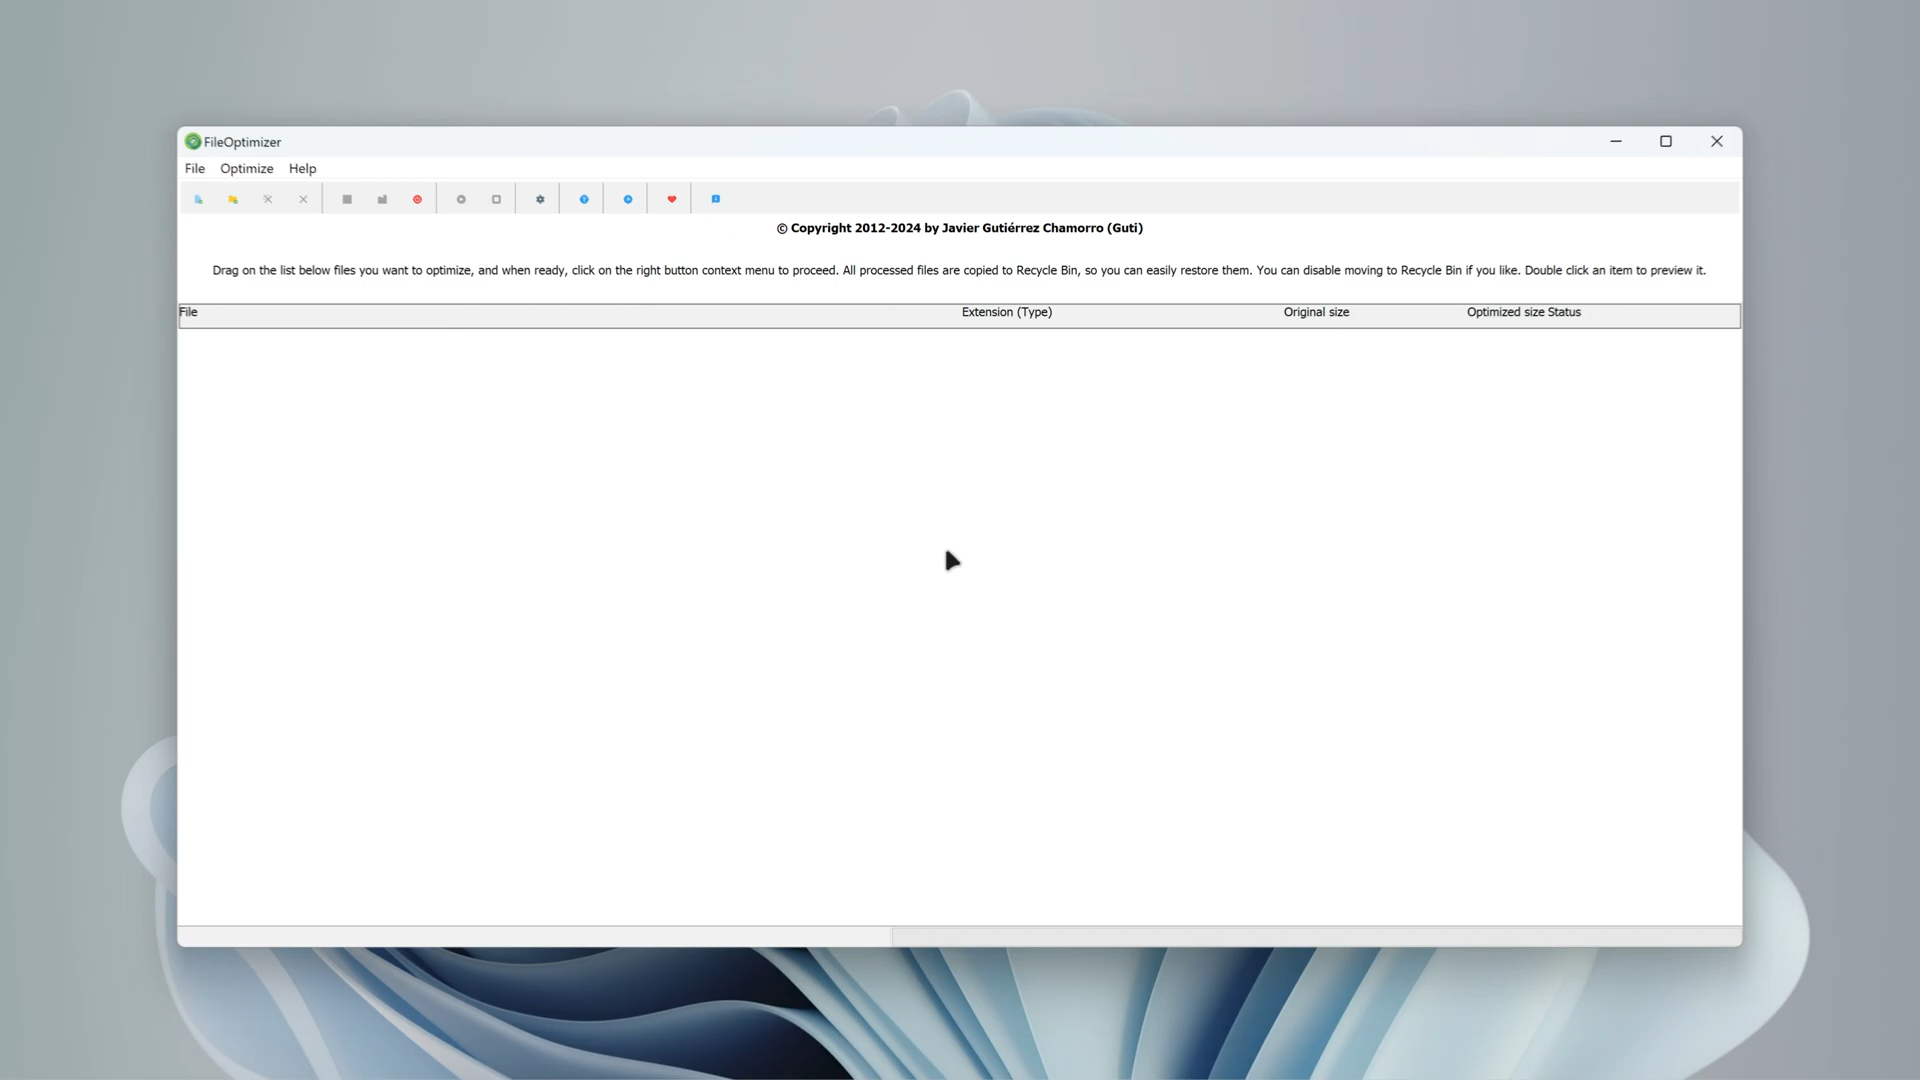 FileOptimizer
File Optimize Help
© Copyright 2012-2024 by Javier Gutiérrez Chamorro (Guti)
Drag on the list below files you want to optimize, and when ready, click on the right button context menu to proceed. All processed files are copied to Recycle Bin, so you can easily restore them. You can disable moving to Recycle Bin if you like. Double click an item to preview it.
File Extension (Type) Original size Optimized size Status